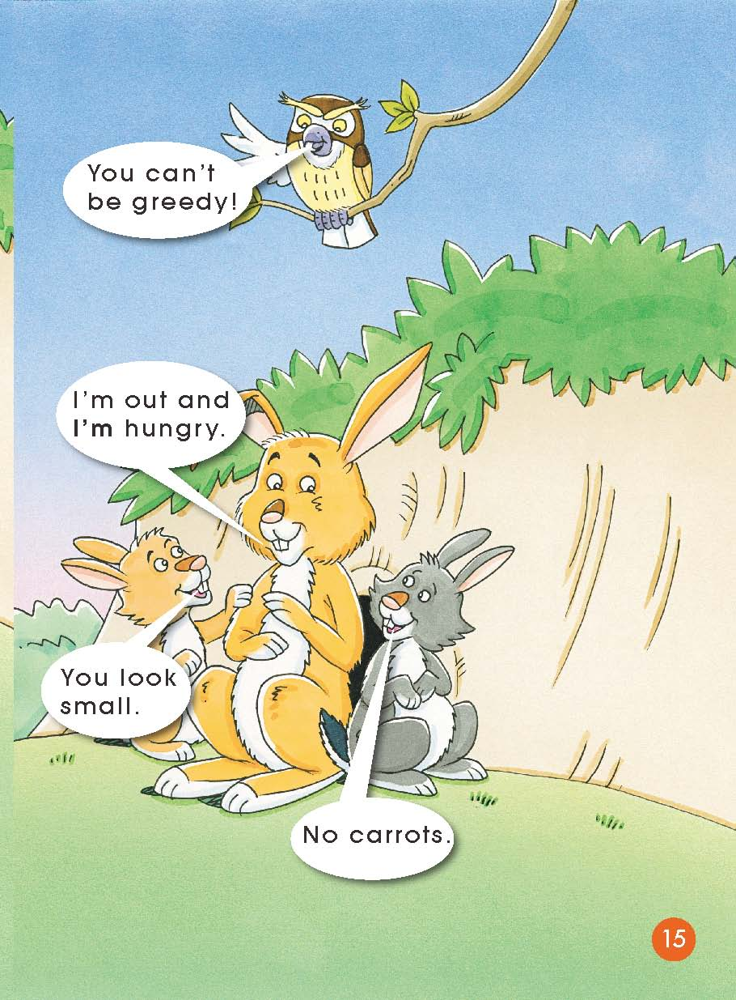 You can't
be greedy!
I'm out and
I'm hungry.
You look
small.
No carrots.
15